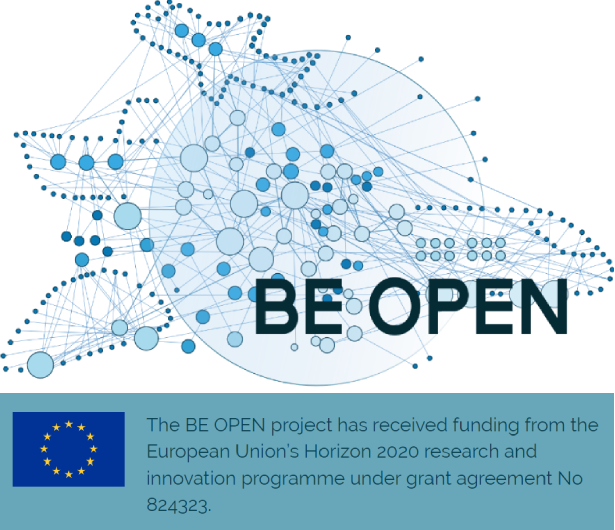 BE OPEN
The BE OPEN project has received funding from the
European Union's Horizon 2020 research and
innovation programme under grant agreement No
824323.